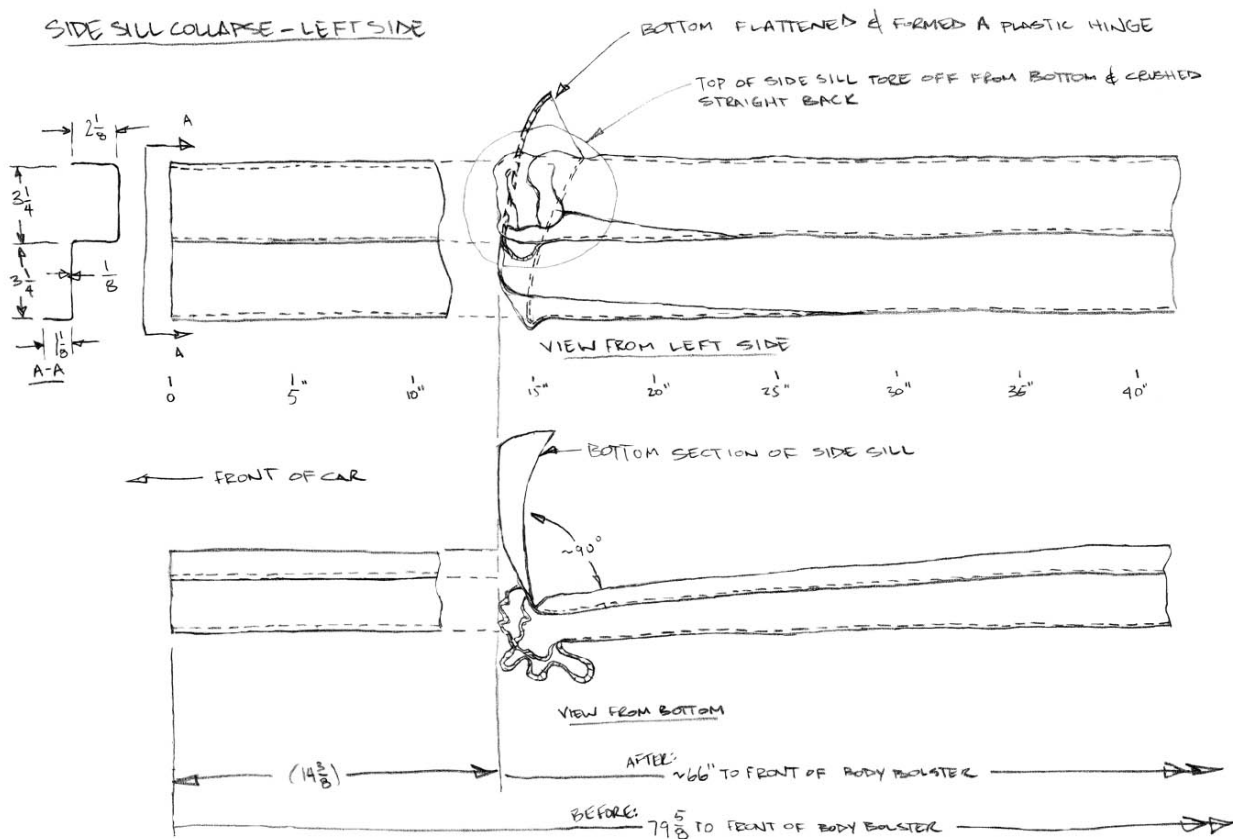 SIDE SILL COLLAPSE - LEFT SIDE
BOTTOM FLATTENED & FORMED A PLASTIC HINGE
TOP OF SIDE SILL TORE OFF FROM BOTTOM & CRUSHED
STRAIGHT BACK
2 1/8
A
3 1/4
3 1/4
1/8
1 1/8
A-A
A
VIEW FROM LEFT SIDE
0 5" 10" 15" 20" 25" 30" 35" 40"
BOTTOM SECTION OF SIDE SILL
FRONT OF CAR
~90°
VIEW FROM BOTTOM
(14 3/8)
AFTER:
~66" TO FRONT OF BODY BOLSTER
BEFORE:
79 5/8 TO FRONT OF BODY BOLSTER